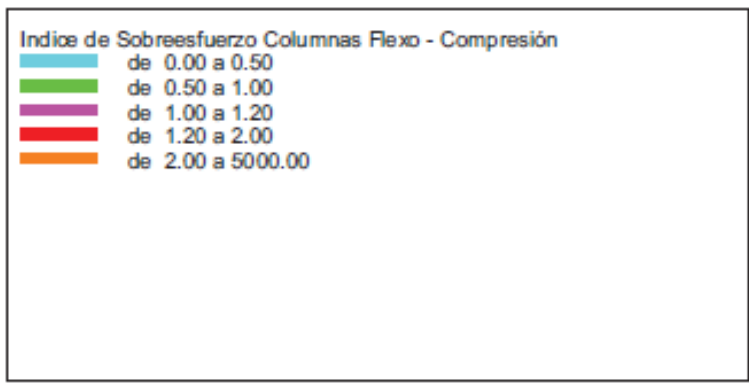 Indice de Sobreesfuerzo Columnas Flexo - Compresión
de 0.00 a 0.50
de 0.50 a 1.00
de 1.00 a 1.20
de 1.20 a 2.00
de 2.00 a 5000.00